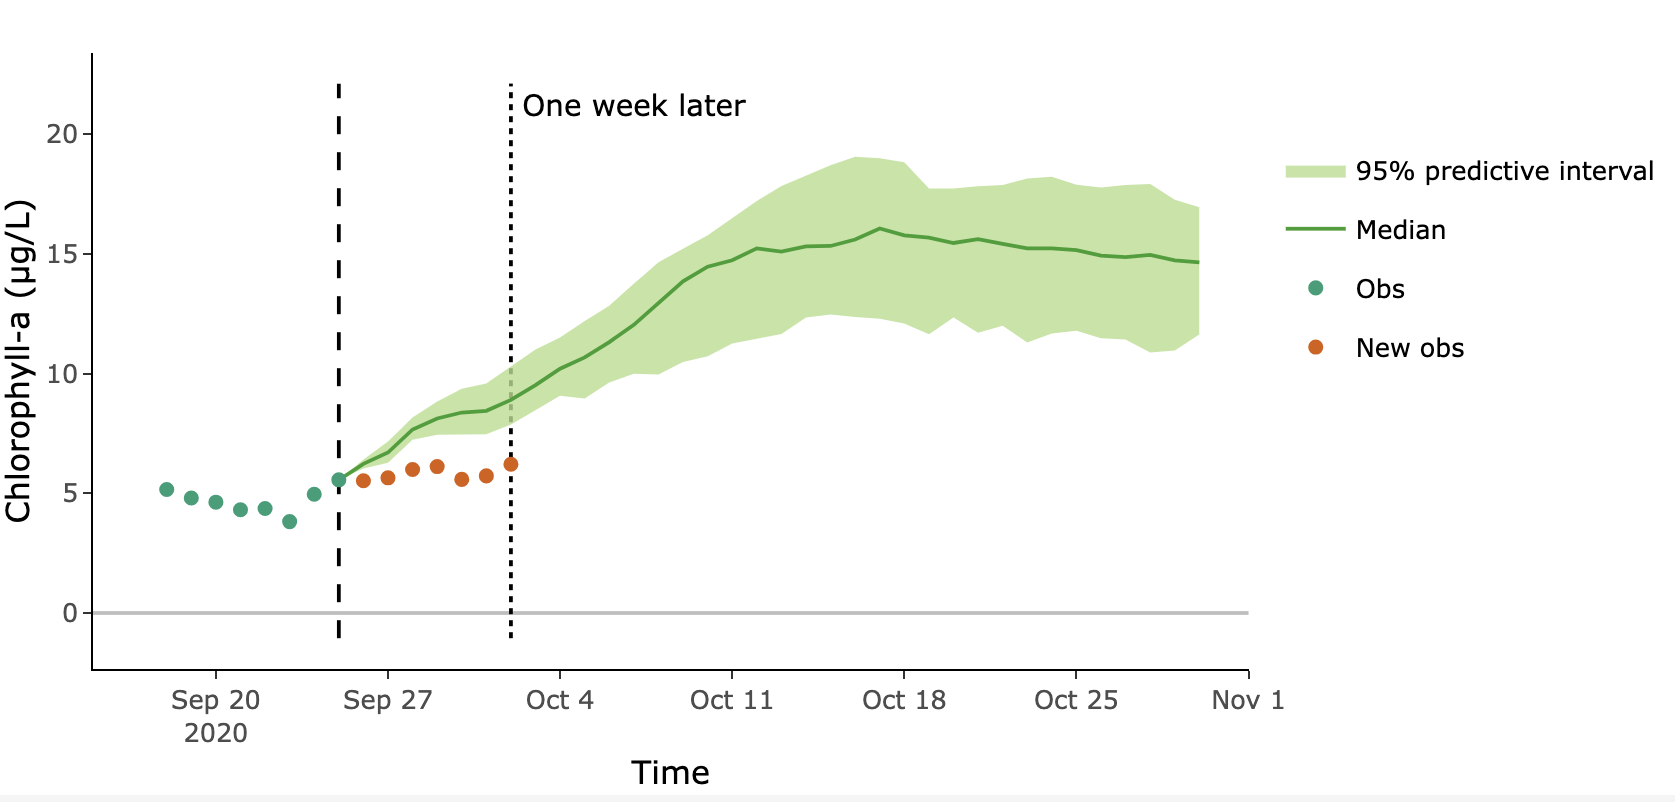 One week later
20
15
10
5
0
Chlorophyll-a (μg/L)
Sep 20
2020
Sep 27
Oct 4
Oct 11
Oct 18
Oct 25
Nov 1
Time
95% predictive interval
Median
Obs
New obs